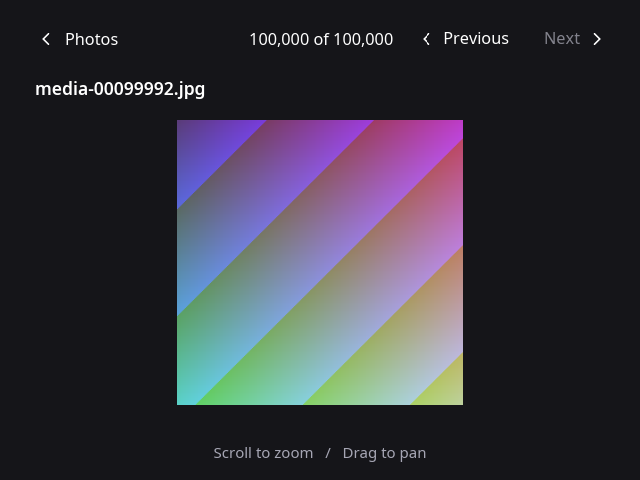 Photos 100,000 of 100,000 Previous Next
media-00099992.jpg
Scroll to zoom / Drag to pan